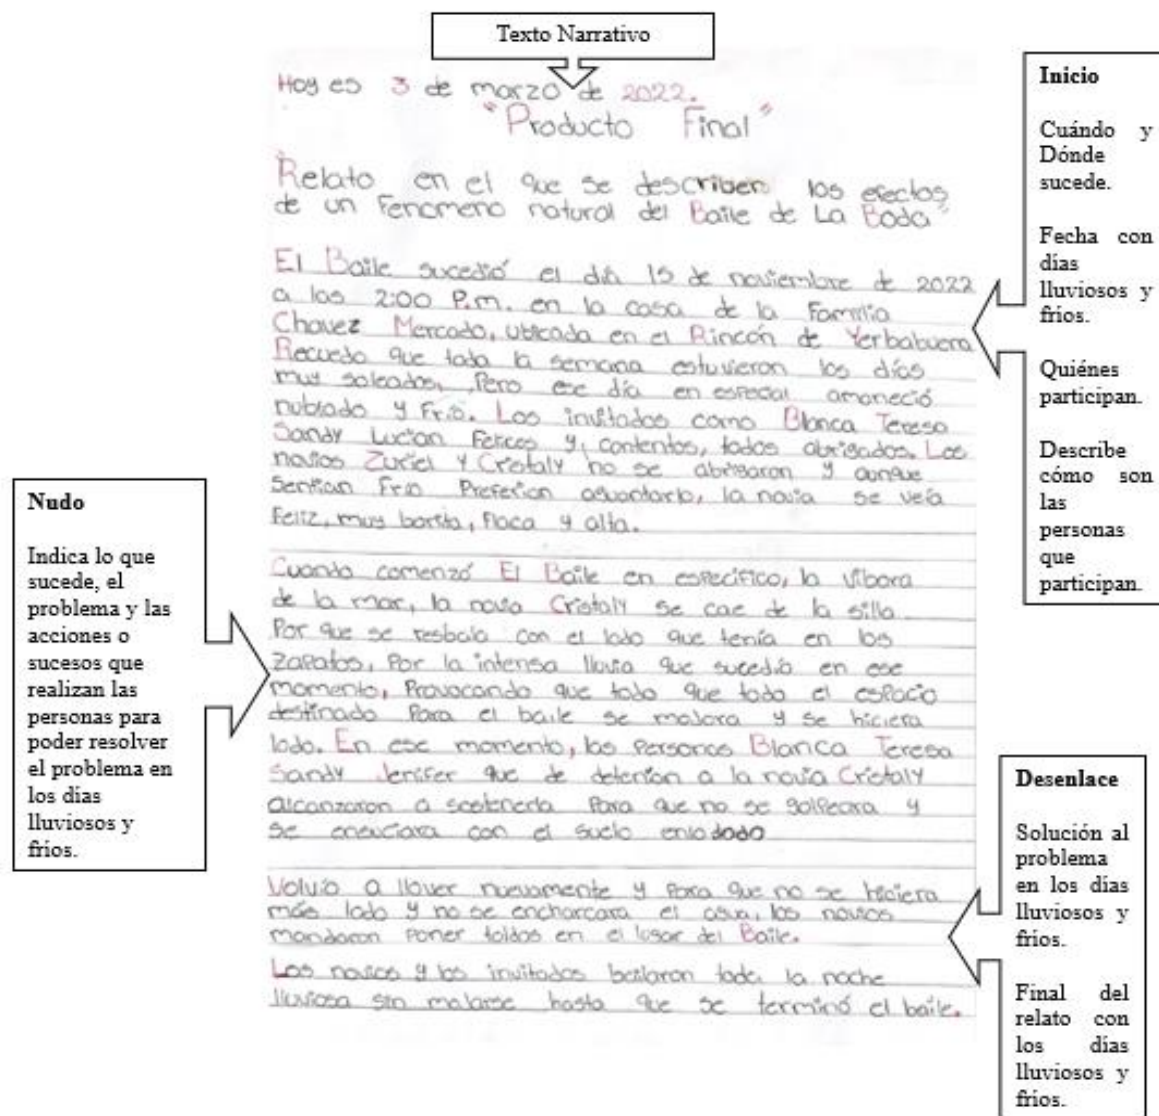 Texto Narrativo
Hoy es 3 de marzo de 2022.
"Producto Final"
"Relato en el que se describen los efectos
de un Fenomeno natural del Baile de La Boda"
El Baile sucedió el día 15 de noviembre de 2022
a las 2:00 P.m. en la casa de la Familia
Chavez Mercado, ubicada en el Rincón de Yerbabuena
Recuedo que toda la semana estuvieron los días
muy soleados, Pero ese día en especial amaneció
nublado y Frio. Los invitados como Blanca Teresa
Sandy Lucian Felices y contentos, todos abrigados. Los
novios Zuriel y Cristaly no se abrigaron y aunque
Sentian Frio Preferian aguantarlo, la novia se veía
Feliz, muy bonita, Flaca y alta.
Cuando comenzó El Baile en específico, la víbora
de la mar, la novia Cristaly se cae de la silla
Por que se resbala con el lodo que tenía en los
zapatos, Por la intensa lluvia que sucedió en ese
momento, Provocando que todo que todo el espacio
destinado Para el baile se mojara y se hiciera
lodo. En ese momento, las Personas Blanca Teresa
Sandy Jenifer que de detenian a la novia Cristaly
alcanzaron a sostenerla Para que no se golpeara y
se ensuciara con el suelo enlodado
Volvió a llover nuevamente y Para que no se hiciera
más lodo y no se encharcara el agua, los novios
mandaron Poner toldos en el lugar del Baile.
Los novios y los invitados bailaron toda la noche
lluviosa sin mojarse hasta que se terminó el baile.
Inicio
Cuándo y
Dónde
sucede.
Fecha con
días
lluviosos y
fríos.
Quiénes
participan.
Describe
cómo son
las
personas
que
participan.
Nudo
Indica lo que
sucede, el
problema y las
acciones o
sucesos que
realizan las
personas para
poder resolver
el problema en
los días
lluviosos y
fríos.
Desenlace
Solución al
problema
en los días
lluviosos y
fríos.
Final del
relato con
los días
lluviosos y
fríos.